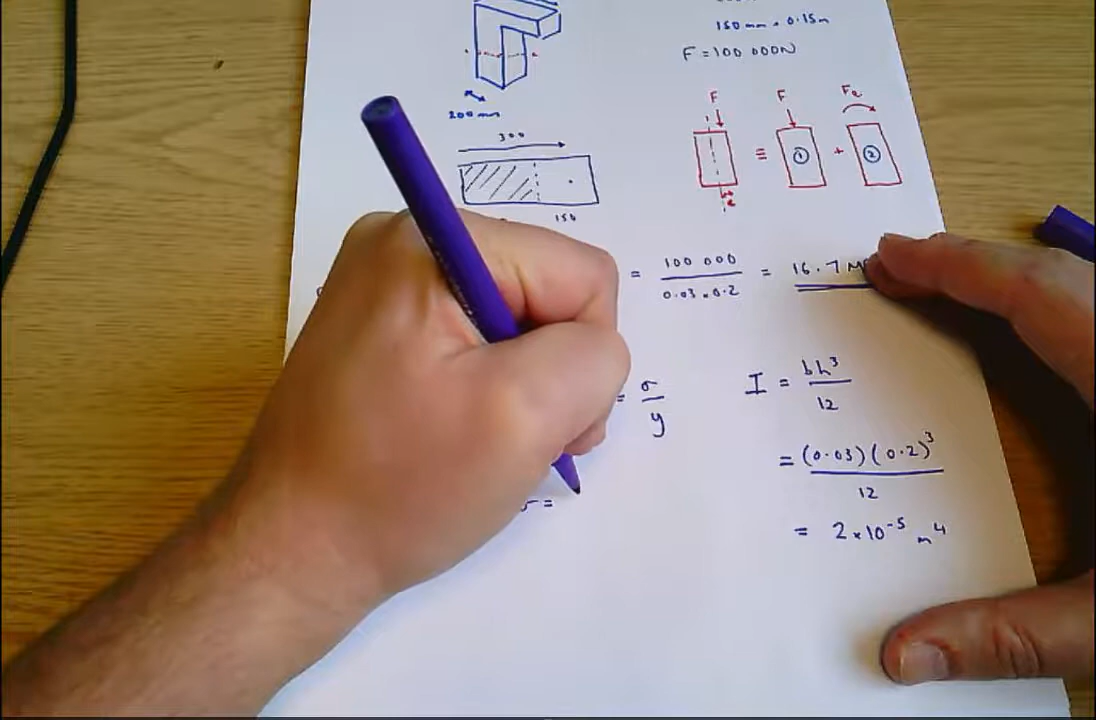 150 mm = 0.15m
F = 100 000N
200 mm
300
150
F
F
Fe
≡ ① + ②
e
= 100 000 / 0.03 × 0.2 = 16.7 M
= σ / y
I = bh³ / 12
= (0.03)(0.2)³ / 12
σ =
= 2×10⁻⁵ m⁴